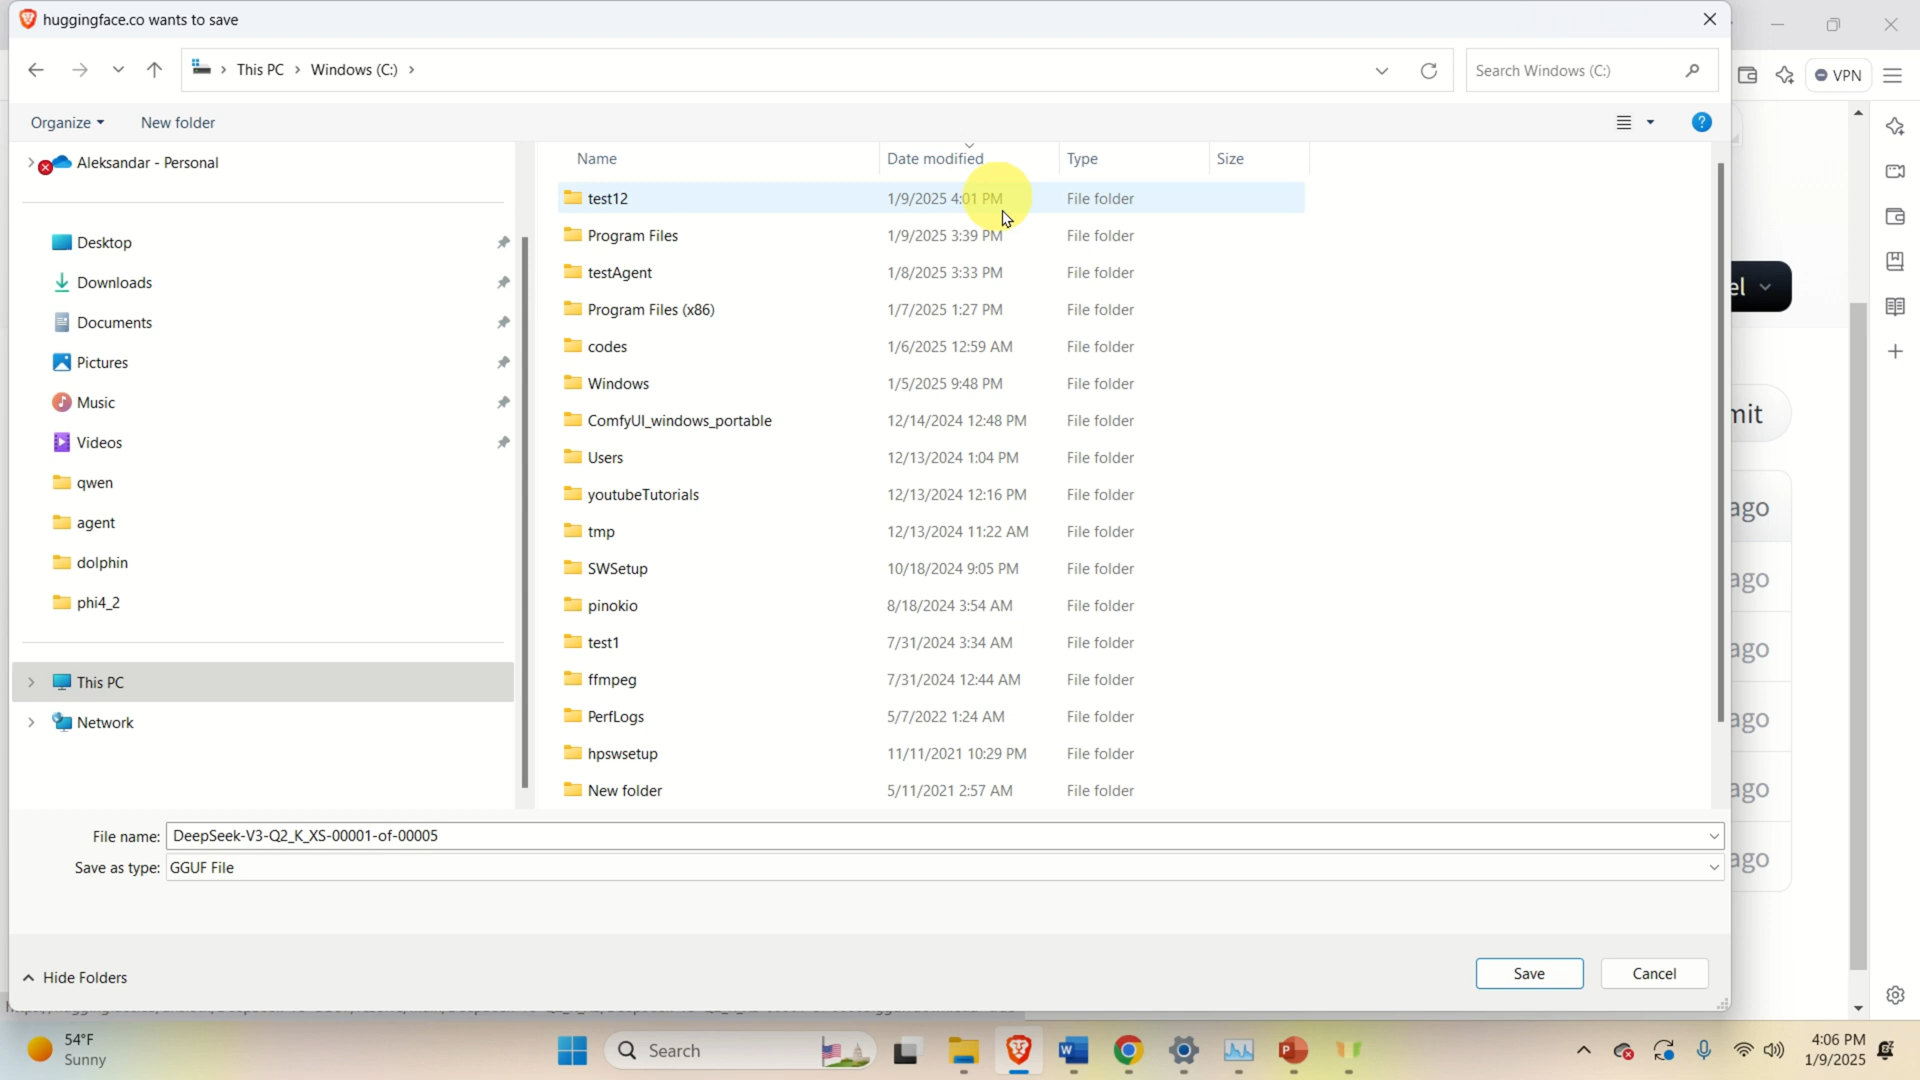 huggingface.co wants to save
This PC > Windows (C:) >
Search Windows (C:)
VPN
Organize
New folder
?
Aleksandar - Personal
Desktop
Downloads
Documents
Pictures
Music
Videos
qwen
agent
dolphin
phi4_2
This PC
Network
Name Date modified Type Size
test12 1/9/2025 4:01 PM File folder
Program Files 1/9/2025 3:39 PM File folder
testAgent 1/8/2025 3:33 PM File folder
Program Files (x86) 1/7/2025 1:27 PM File folder
codes 1/6/2025 12:59 AM File folder
Windows 1/5/2025 9:48 PM File folder
ComfyUI_windows_portable 12/14/2024 12:48 PM File folder
Users 12/13/2024 1:04 PM File folder
youtubeTutorials 12/13/2024 12:16 PM File folder
tmp 12/13/2024 11:22 AM File folder
SWSetup 10/18/2024 9:05 PM File folder
pinokio 8/18/2024 3:54 AM File folder
test1 7/31/2024 3:34 AM File folder
ffmpeg 7/31/2024 12:44 AM File folder
PerfLogs 5/7/2022 1:24 AM File folder
hpswsetup 11/11/2021 10:29 PM File folder
New folder 5/11/2021 2:57 AM File folder
el
mit
ago
ago
ago
ago
ago
ago
File name: DeepSeek-V3-Q2_K_XS-00001-of-00005
Save as type: GGUF File
Hide Folders
Save
Cancel
54°F
Sunny
Search
4:06 PM
1/9/2025